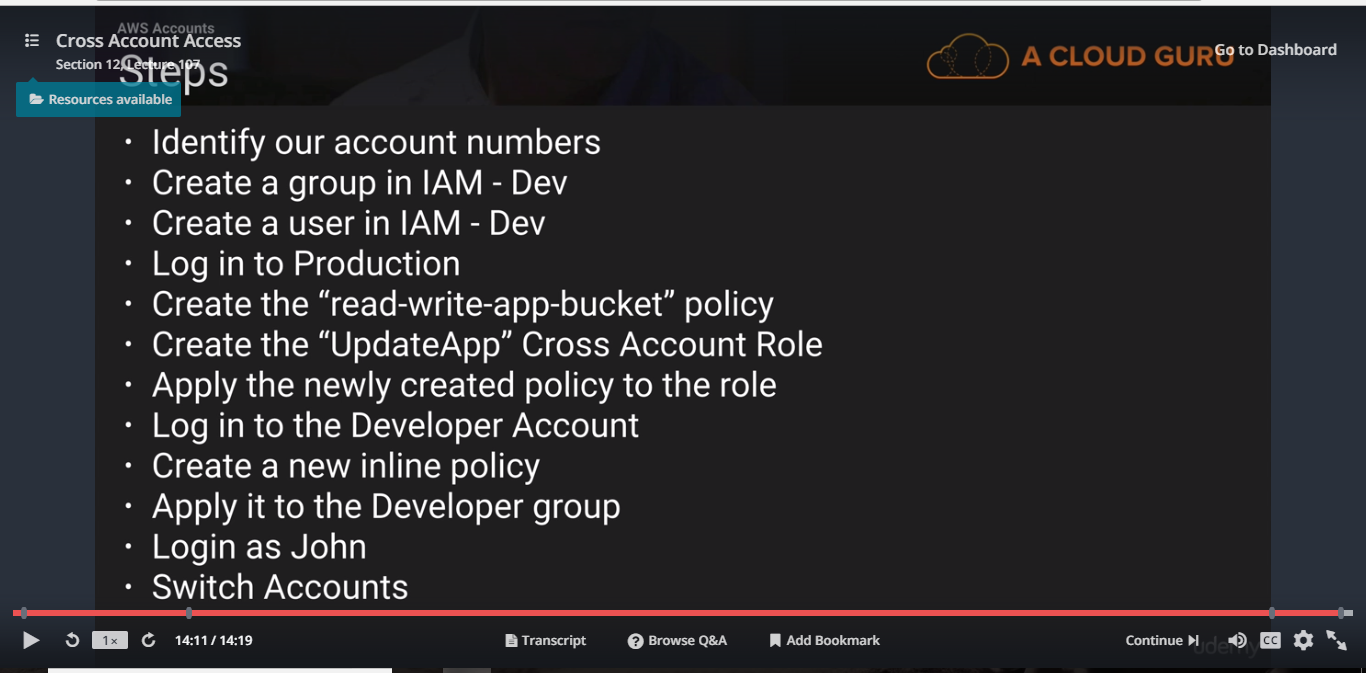 AWS Accounts
Cross Account Access
Section 12, Lecture 107
Steps
A CLOUD GURU
Go to Dashboard
Resources available
• Identify our account numbers
• Create a group in IAM - Dev
• Create a user in IAM - Dev
• Log in to Production
• Create the “read-write-app-bucket” policy
• Create the “UpdateApp” Cross Account Role
• Apply the newly created policy to the role
• Log in to the Developer Account
• Create a new inline policy
• Apply it to the Developer group
• Login as John
• Switch Accounts
1x
14:11 / 14:19
Transcript
? Browse Q&A
Add Bookmark
Continue
CC
udemy